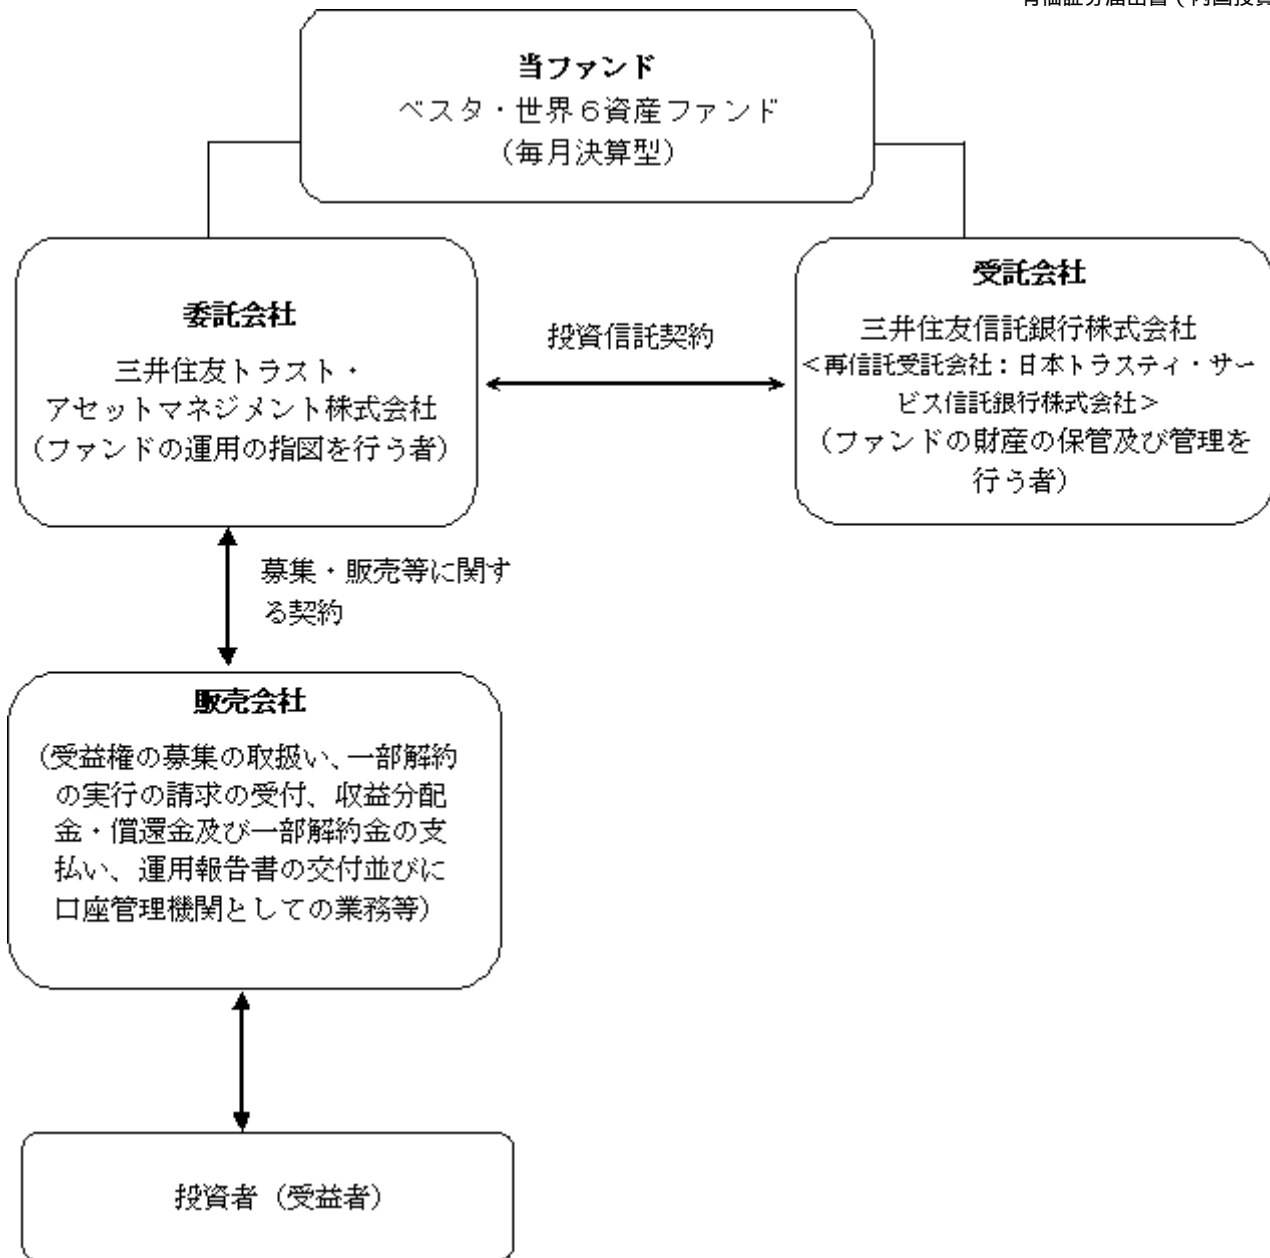 有価証券届出書（内国投資
当ファンド
ベスタ・世界６資産ファンド
（毎月決算型）
委託会社
三井住友トラスト・
アセットマネジメント株式会社
（ファンドの運用の指図を行う者）
投資信託契約
受託会社
三井住友信託銀行株式会社
＜再信託受託会社：日本トラスティ・サー
ビス信託銀行株式会社＞
（ファンドの財産の保管及び管理を
行う者）
募集・販売等に関す
る契約
販売会社
（受益権の募集の取扱い、一部解約
の実行の請求の受付、収益分配
金・償還金及び一部解約金の支
払い、運用報告書の交付並びに
口座管理機関としての業務等）
投資者（受益者）